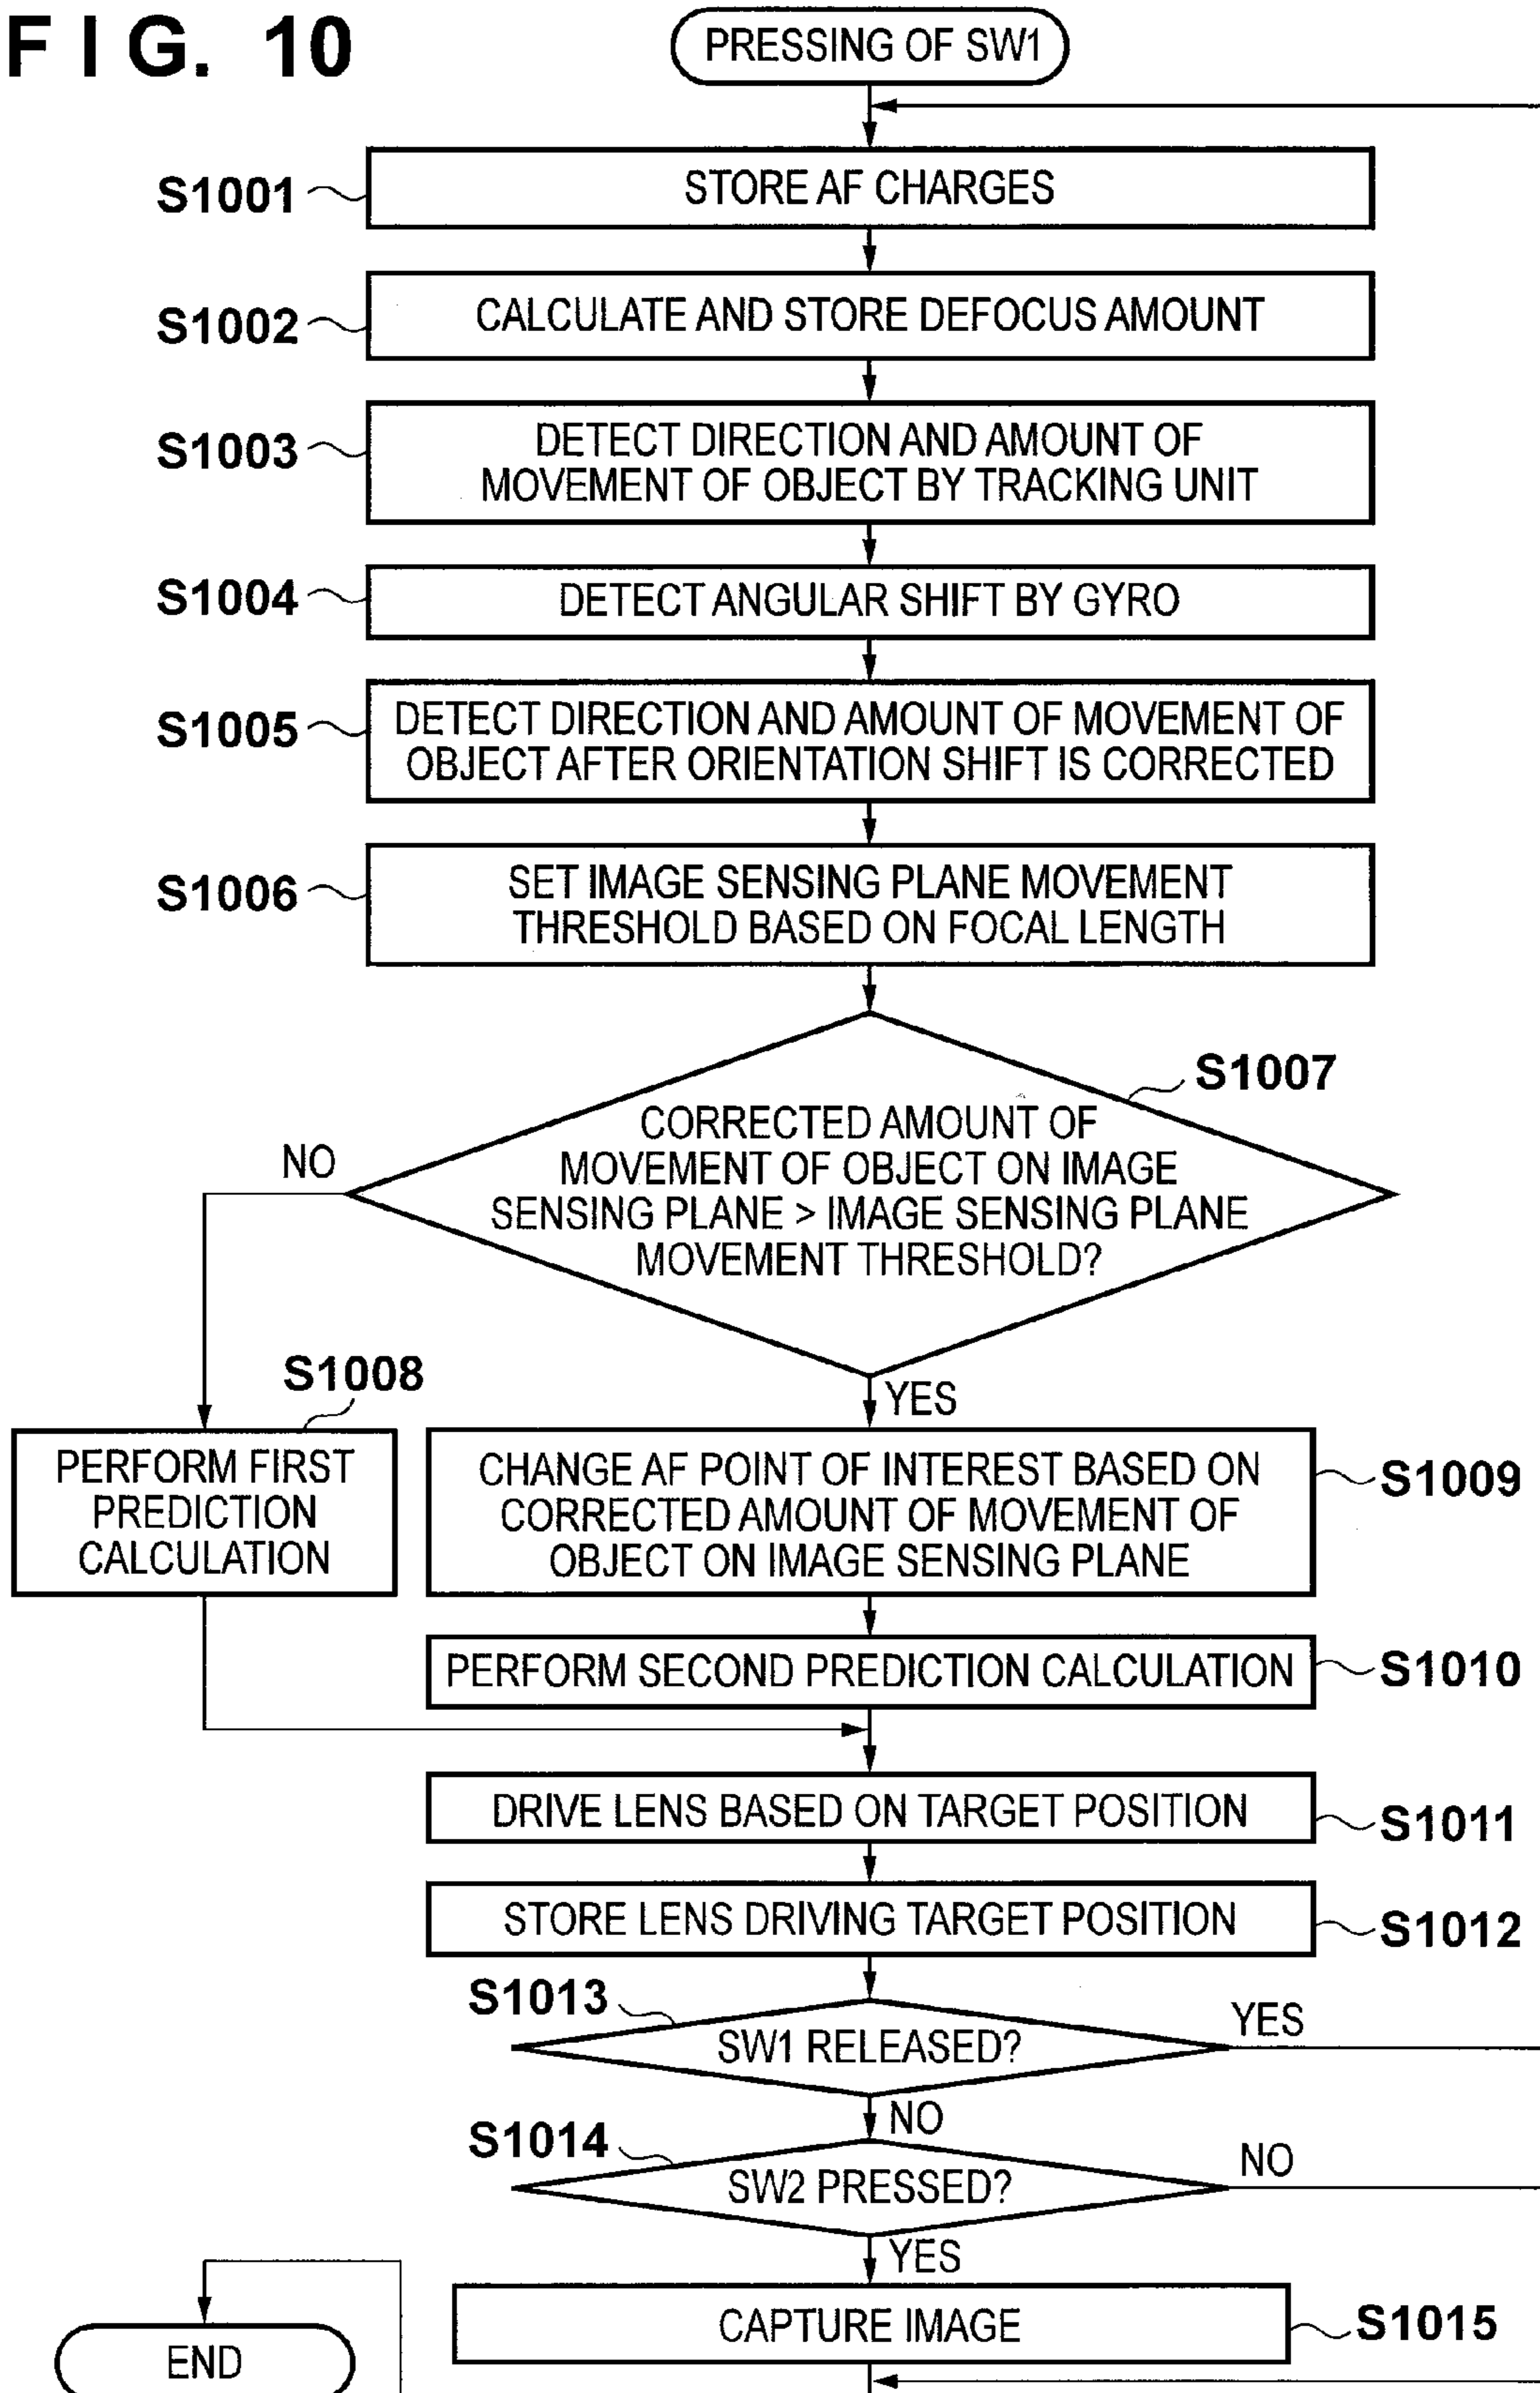 FIG. 10
PRESSING OF SW1
S1001
STORE AF CHARGES
S1002
CALCULATE AND STORE DEFOCUS AMOUNT
S1003
DETECT DIRECTION AND AMOUNT OF
MOVEMENT OF OBJECT BY TRACKING UNIT
S1004
DETECT ANGULAR SHIFT BY GYRO
S1005
DETECT DIRECTION AND AMOUNT OF MOVEMENT OF
OBJECT AFTER ORIENTATION SHIFT IS CORRECTED
S1006
SET IMAGE SENSING PLANE MOVEMENT
THRESHOLD BASED ON FOCAL LENGTH
S1007
CORRECTED AMOUNT OF
MOVEMENT OF OBJECT ON IMAGE
SENSING PLANE > IMAGE SENSING PLANE
MOVEMENT THRESHOLD?
NO
YES
S1008
PERFORM FIRST
PREDICTION
CALCULATION
CHANGE AF POINT OF INTEREST BASED ON
CORRECTED AMOUNT OF MOVEMENT OF
OBJECT ON IMAGE SENSING PLANE
S1009
PERFORM SECOND PREDICTION CALCULATION
S1010
DRIVE LENS BASED ON TARGET POSITION
S1011
STORE LENS DRIVING TARGET POSITION
S1012
S1013
SW1 RELEASED?
YES
NO
S1014
SW2 PRESSED?
NO
YES
CAPTURE IMAGE
S1015
END